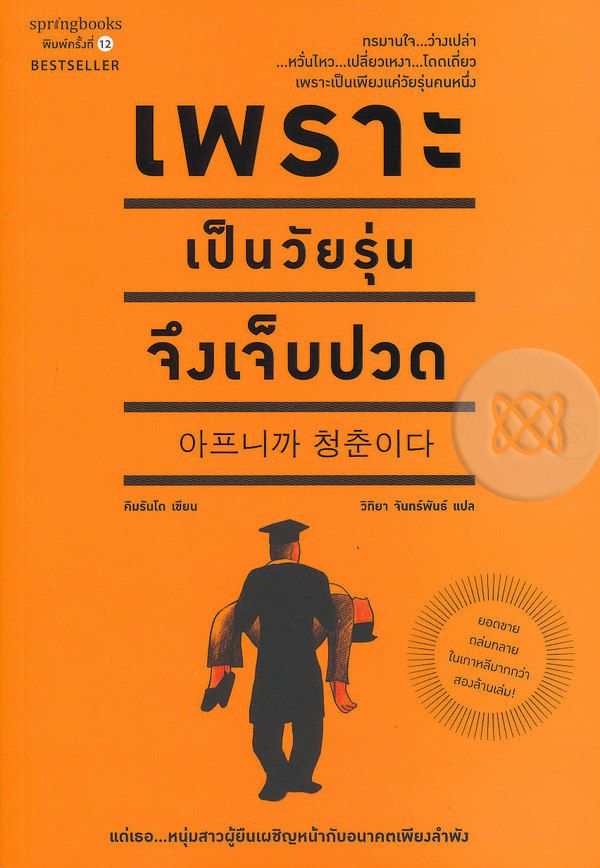 springbooks
พิมพ์ครั้งที่ 12
BESTSELLER
ทรมานใจ...ว่างเปล่า
...หวั่นไหว...เปลี่ยวเหงา...โดดเดี่ยว
เพราะเป็นเพียงแค่วัยรุ่นคนหนึ่ง
เพราะ
เป็นวัยรุ่น
จึงเจ็บปวด
아프니까 청춘이다
คิมรันโด เขียน
วิทิยา จันทร์พันธ์ แปล
ยอดขาย
ถล่มทลาย
ในเกาหลีมากกว่า
สองล้านเล่ม!
แด่เธอ...หนุ่มสาวผู้ยืนเผชิญหน้ากับอนาคตเพียงลำพัง